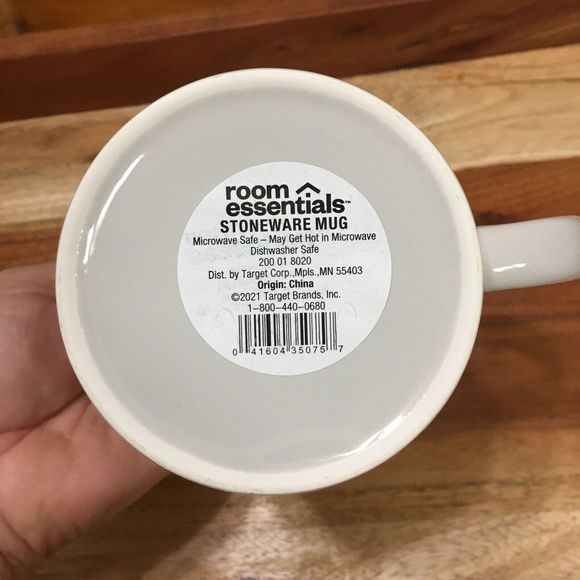 room
essentials™
STONEWARE MUG
Microwave Safe – May Get Hot in Microwave
Dishwasher Safe
200 01 8020
Dist. by Target Corp.,Mpls.,MN 55403
Origin: China
©2021 Target Brands, Inc.
1-800-440-0680
0 41604 35075 7